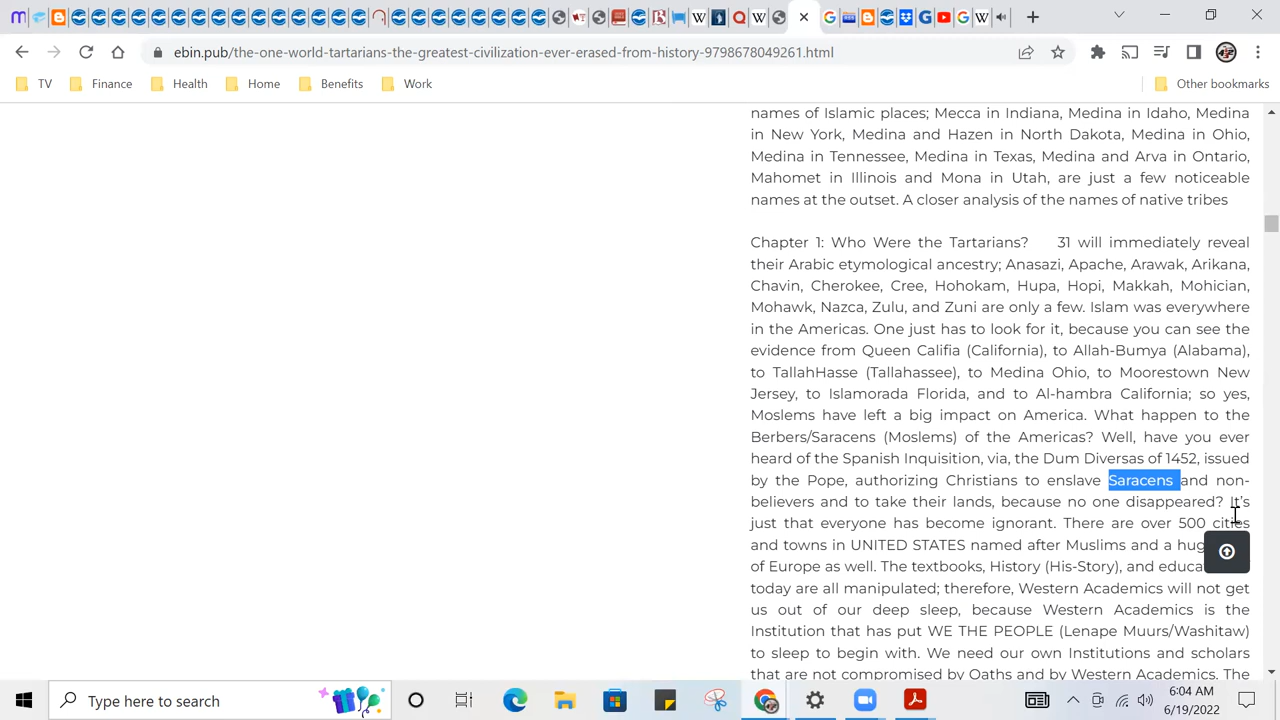 ebin.pub/the-one-world-tartarians-the-greatest-civilization-ever-erased-from-history-9798678049261.html
TV
Finance
Health
Home
Benefits
Work
Other bookmarks
names of Islamic places; Mecca in Indiana, Medina in Idaho, Medina
in New York, Medina and Hazen in North Dakota, Medina in Ohio,
Medina in Tennessee, Medina in Texas, Medina and Arva in Ontario,
Mahomet in Illinois and Mona in Utah, are just a few noticeable
names at the outset. A closer analysis of the names of native tribes
Chapter 1: Who Were the Tartarians? 31 will immediately reveal
their Arabic etymological ancestry; Anasazi, Apache, Arawak, Arikana,
Chavin, Cherokee, Cree, Hohokam, Hupa, Hopi, Makkah, Mohician,
Mohawk, Nazca, Zulu, and Zuni are only a few. Islam was everywhere
in the Americas. One just has to look for it, because you can see the
evidence from Queen Califia (California), to Allah-Bumya (Alabama),
to TallahHasse (Tallahassee), to Medina Ohio, to Moorestown New
Jersey, to Islamorada Florida, and to Al-hambra California; so yes,
Moslems have left a big impact on America. What happen to the
Berbers/Saracens (Moslems) of the Americas? Well, have you ever
heard of the Spanish Inquisition, via, the Dum Diversas of 1452, issued
by the Pope, authorizing Christians to enslave Saracens and non-
believers and to take their lands, because no one disappeared? It's
just that everyone has become ignorant. There are over 500 cities
and towns in UNITED STATES named after Muslims and a hug
of Europe as well. The textbooks, History (His-Story), and educa
today are all manipulated; therefore, Western Academics will not get
us out of our deep sleep, because Western Academics is the
Institution that has put WE THE PEOPLE (Lenape Muurs/Washitaw)
to sleep to begin with. We need our own Institutions and scholars
that are not compromised by Oaths and by Western Academics. The
Type here to search
6:04 AM
6/19/2022